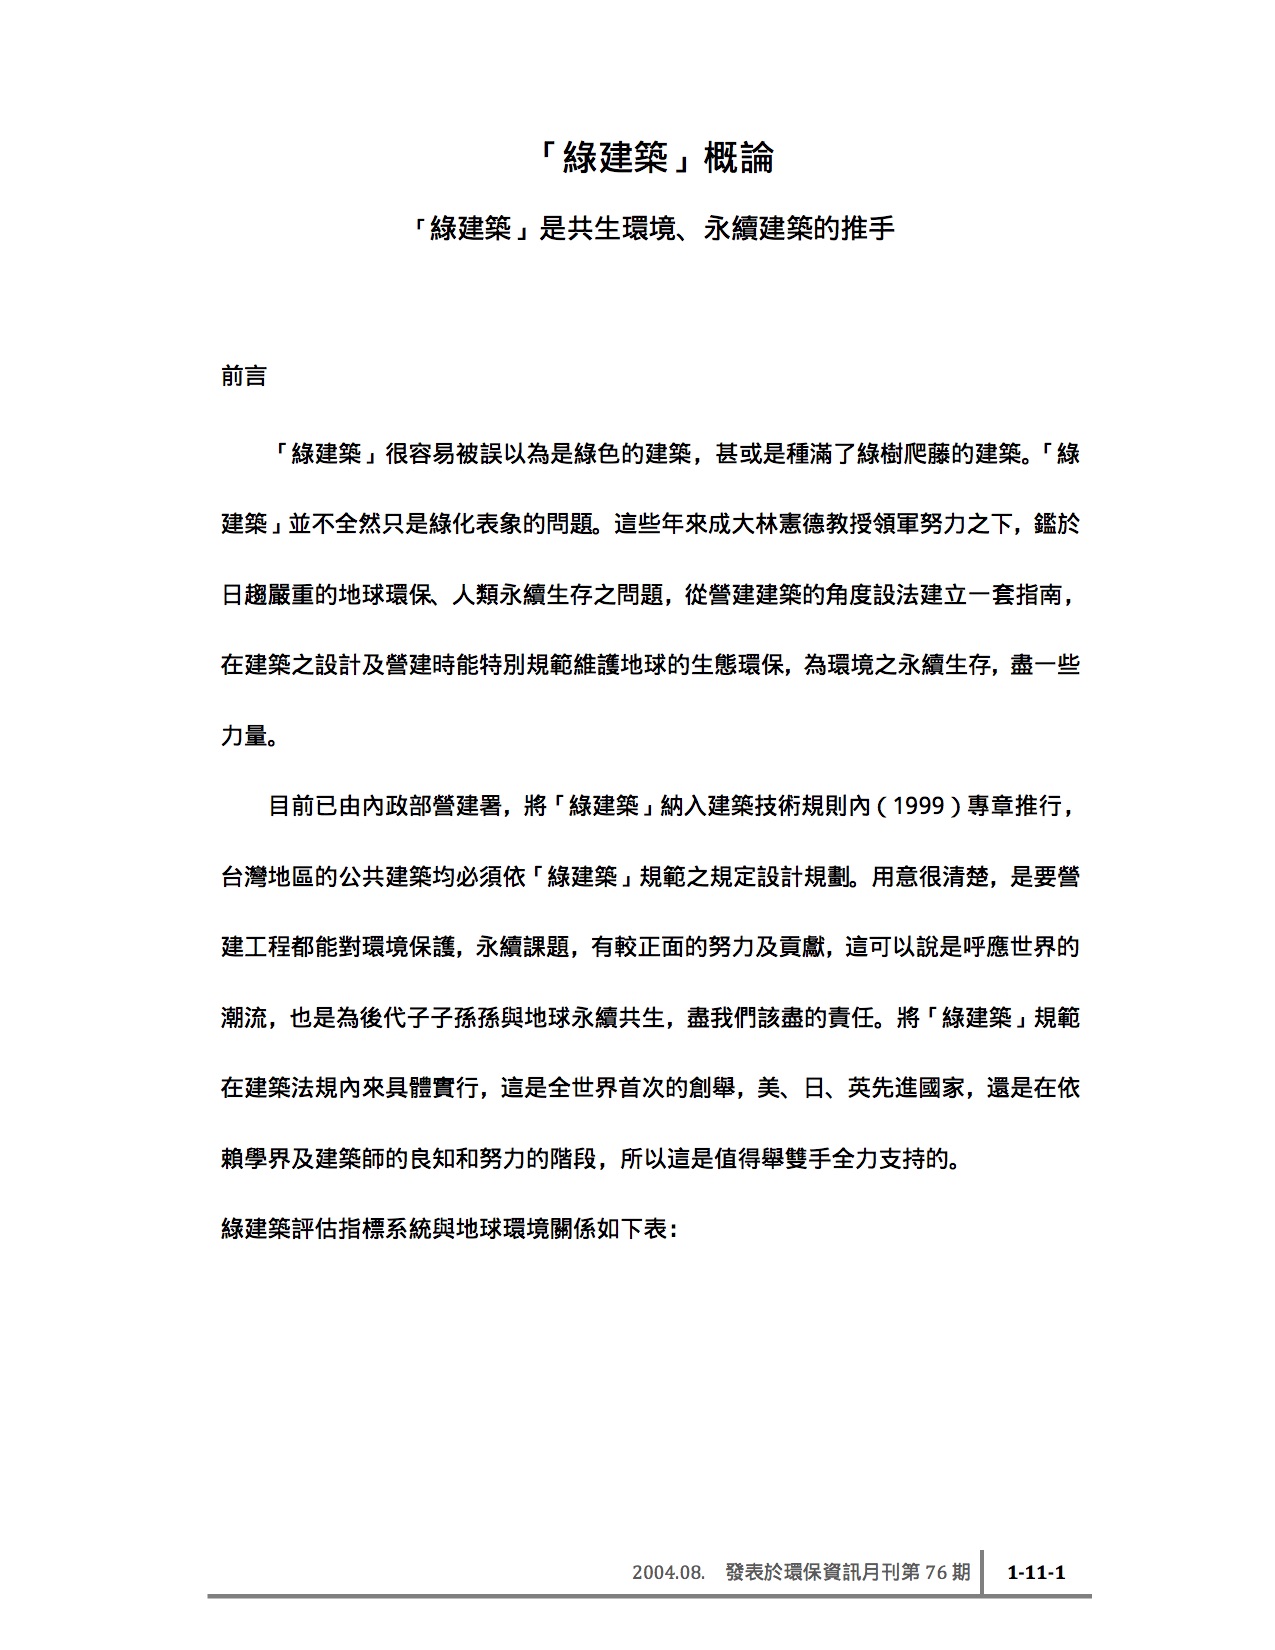 「綠建築」概論
「綠建築」是共生環境、永續建築的推手
前言
「綠建築」很容易被誤以為是綠色的建築，甚或是種滿了綠樹爬藤的建築。「綠
建築」並不全然只是綠化表象的問題。這些年來成大林憲德教授領軍努力之下，鑑於
日趨嚴重的地球環保、人類永續生存之問題，從營建建築的角度設法建立一套指南，
在建築之設計及營建時能特別規範維護地球的生態環保，為環境之永續生存，盡一些
力量。
目前已由內政部營建署，將「綠建築」納入建築技術規則內（1999）專章推行，
台灣地區的公共建築均必須依「綠建築」規範之規定設計規劃。用意很清楚，是要營
建工程都能對環境保護，永續課題，有較正面的努力及貢獻，這可以說是呼應世界的
潮流，也是為後代子子孫孫與地球永續共生，盡我們該盡的責任。將「綠建築」規範
在建築法規內來具體實行，這是全世界首次的創舉，美、日、英先進國家，還是在依
賴學界及建築師的良知和努力的階段，所以這是值得舉雙手全力支持的。
綠建築評估指標系統與地球環境關係如下表：
2004.08. 發表於環保資訊月刊第 76 期 1-11-1